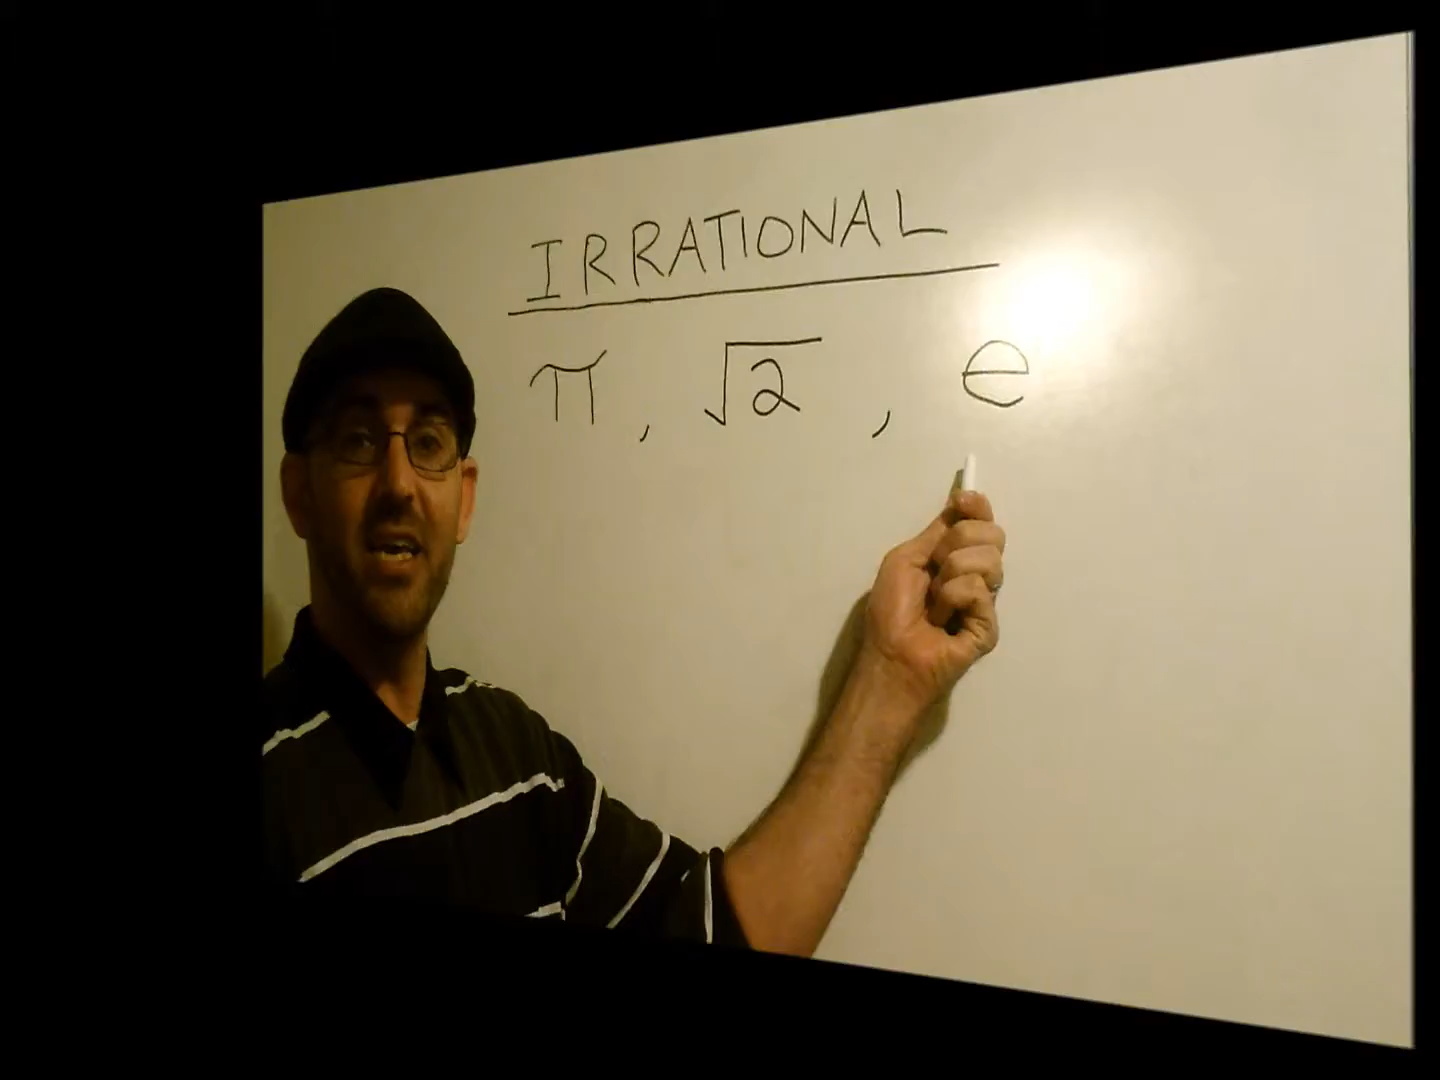 IRRATIONAL
π, √2, e